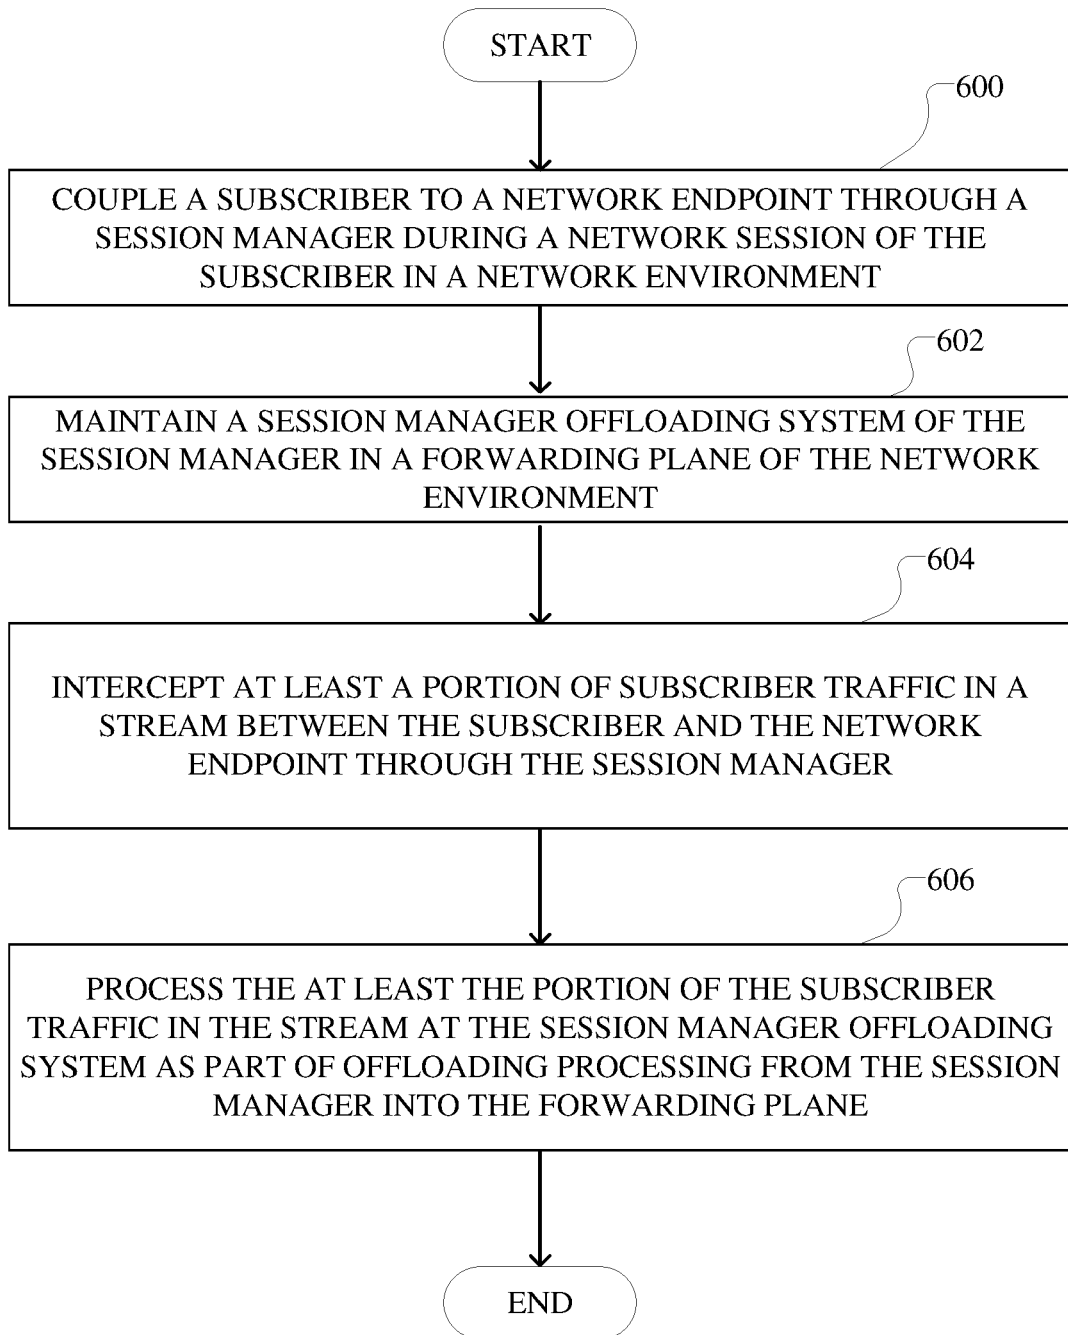 START
600
COUPLE A SUBSCRIBER TO A NETWORK ENDPOINT THROUGH A
SESSION MANAGER DURING A NETWORK SESSION OF THE
SUBSCRIBER IN A NETWORK ENVIRONMENT
602
MAINTAIN A SESSION MANAGER OFFLOADING SYSTEM OF THE
SESSION MANAGER IN A FORWARDING PLANE OF THE NETWORK
ENVIRONMENT
604
INTERCEPT AT LEAST A PORTION OF SUBSCRIBER TRAFFIC IN A
STREAM BETWEEN THE SUBSCRIBER AND THE NETWORK
ENDPOINT THROUGH THE SESSION MANAGER
606
PROCESS THE AT LEAST THE PORTION OF THE SUBSCRIBER
TRAFFIC IN THE STREAM AT THE SESSION MANAGER OFFLOADING
SYSTEM AS PART OF OFFLOADING PROCESSING FROM THE SESSION
MANAGER INTO THE FORWARDING PLANE
END